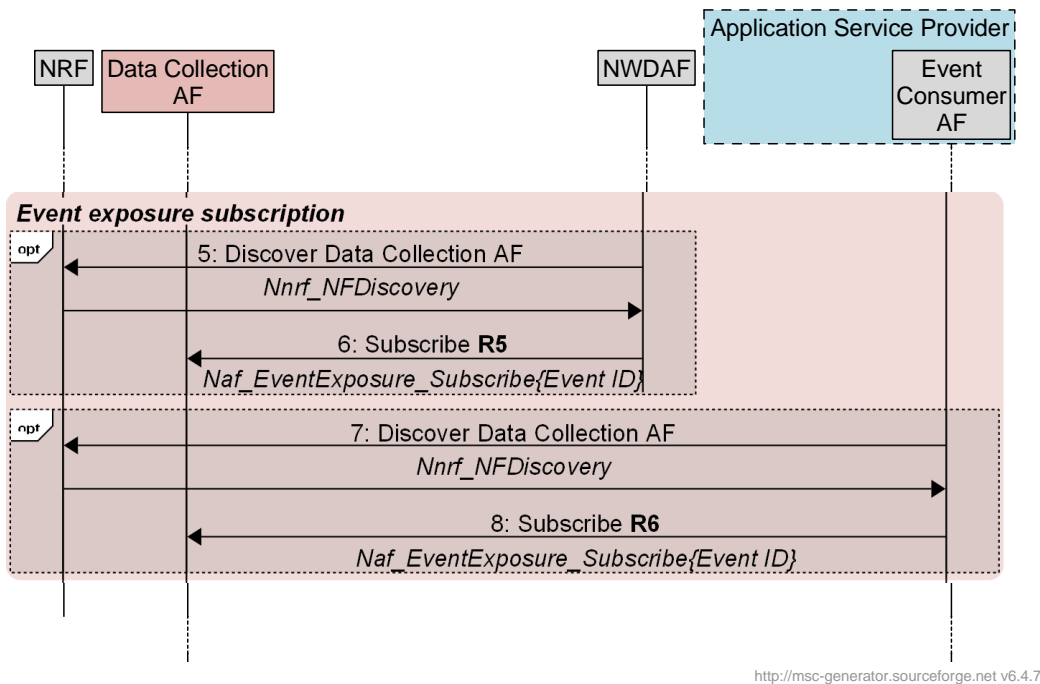 Application Service Provider
NRF
Data Collection
AF
NWDAF
Event
Consumer
AF
Event exposure subscription
opt
5: Discover Data Collection AF
Nnrf_NFDiscovery
6: Subscribe R5
Naf_EventExposure_Subscribe{Event ID}
opt
7: Discover Data Collection AF
Nnrf_NFDiscovery
8: Subscribe R6
Naf_EventExposure_Subscribe{Event ID}
http://msc-generator.sourceforge.net v6.4.7